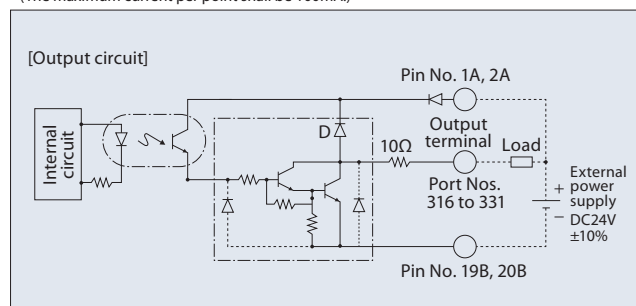 (The maximum current per point shall be 100mA.)
[Output circuit]
Pin No. 1A, 2A
Internal
circuit
D
10Ω
Output
terminal
Load
Port Nos.
316 to 331
External
power
supply
DC24V
±10%
+
−
Pin No. 19B, 20B